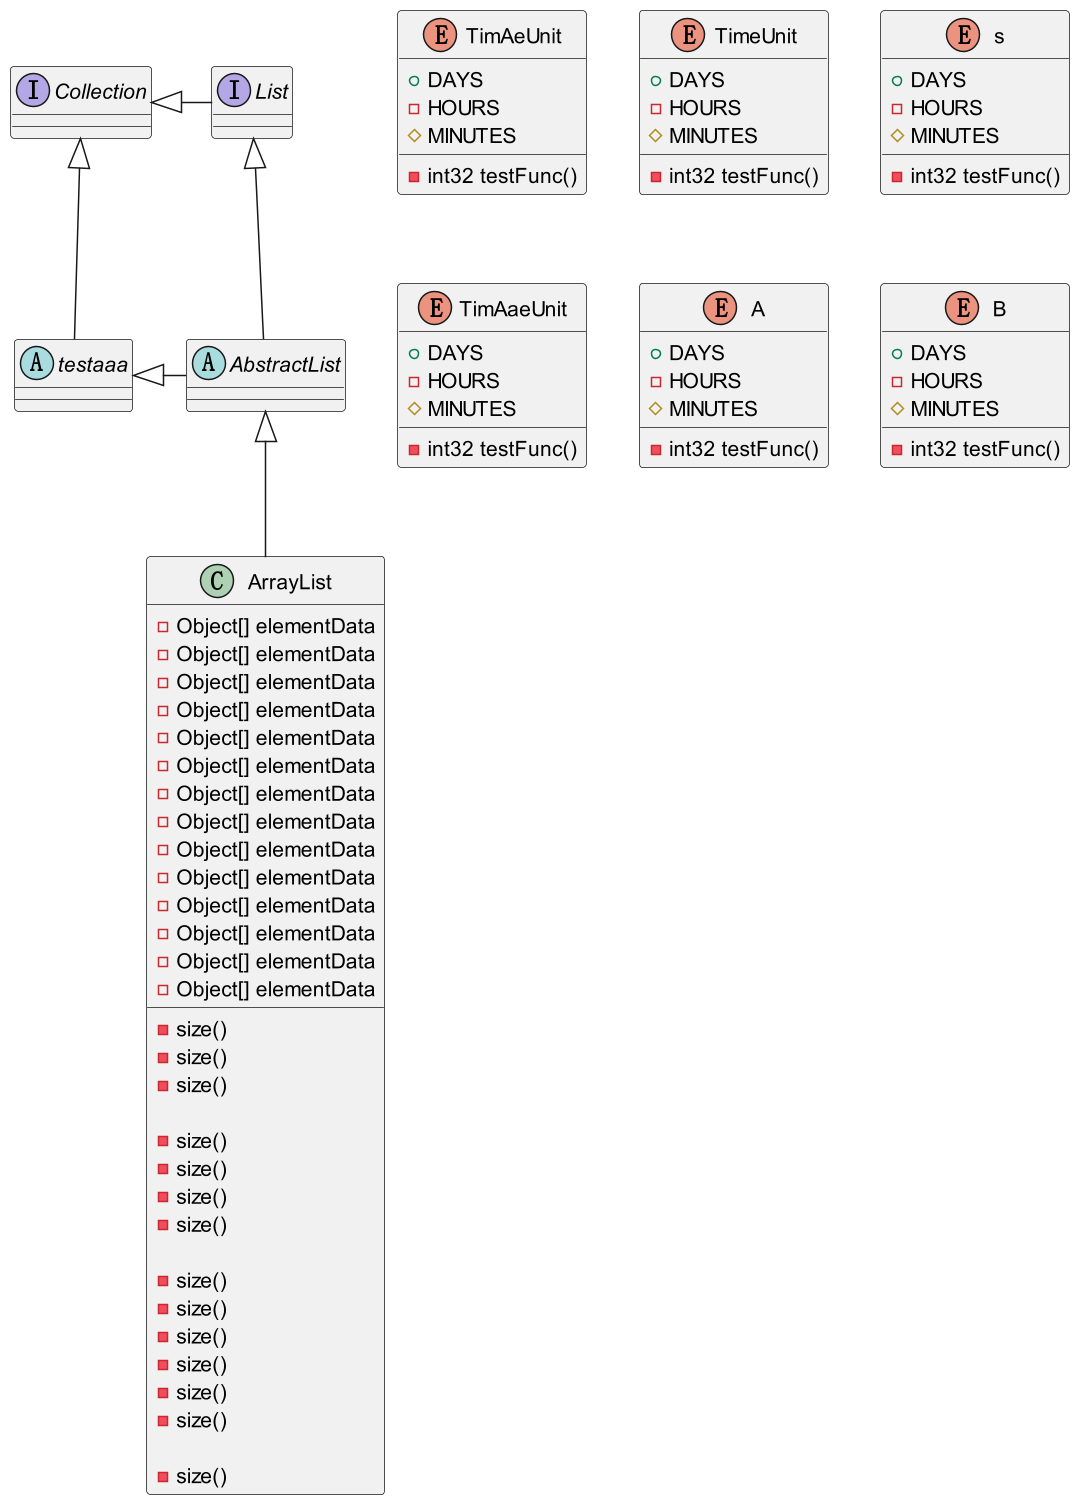 I Collection
I List
E TimAeUnit
DAYS
HOURS
MINUTES
int32 testFunc()
E TimeUnit
DAYS
HOURS
MINUTES
int32 testFunc()
E s
DAYS
HOURS
MINUTES
int32 testFunc()
A testaaa
A AbstractList
E TimAaeUnit
DAYS
HOURS
MINUTES
int32 testFunc()
E A
DAYS
HOURS
MINUTES
int32 testFunc()
E B
DAYS
HOURS
MINUTES
int32 testFunc()
C ArrayList
Object[] elementData
Object[] elementData
Object[] elementData
Object[] elementData
Object[] elementData
Object[] elementData
Object[] elementData
Object[] elementData
Object[] elementData
Object[] elementData
Object[] elementData
Object[] elementData
Object[] elementData
Object[] elementData
size()
size()
size()
size()
size()
size()
size()
size()
size()
size()
size()
size()
size()
size()